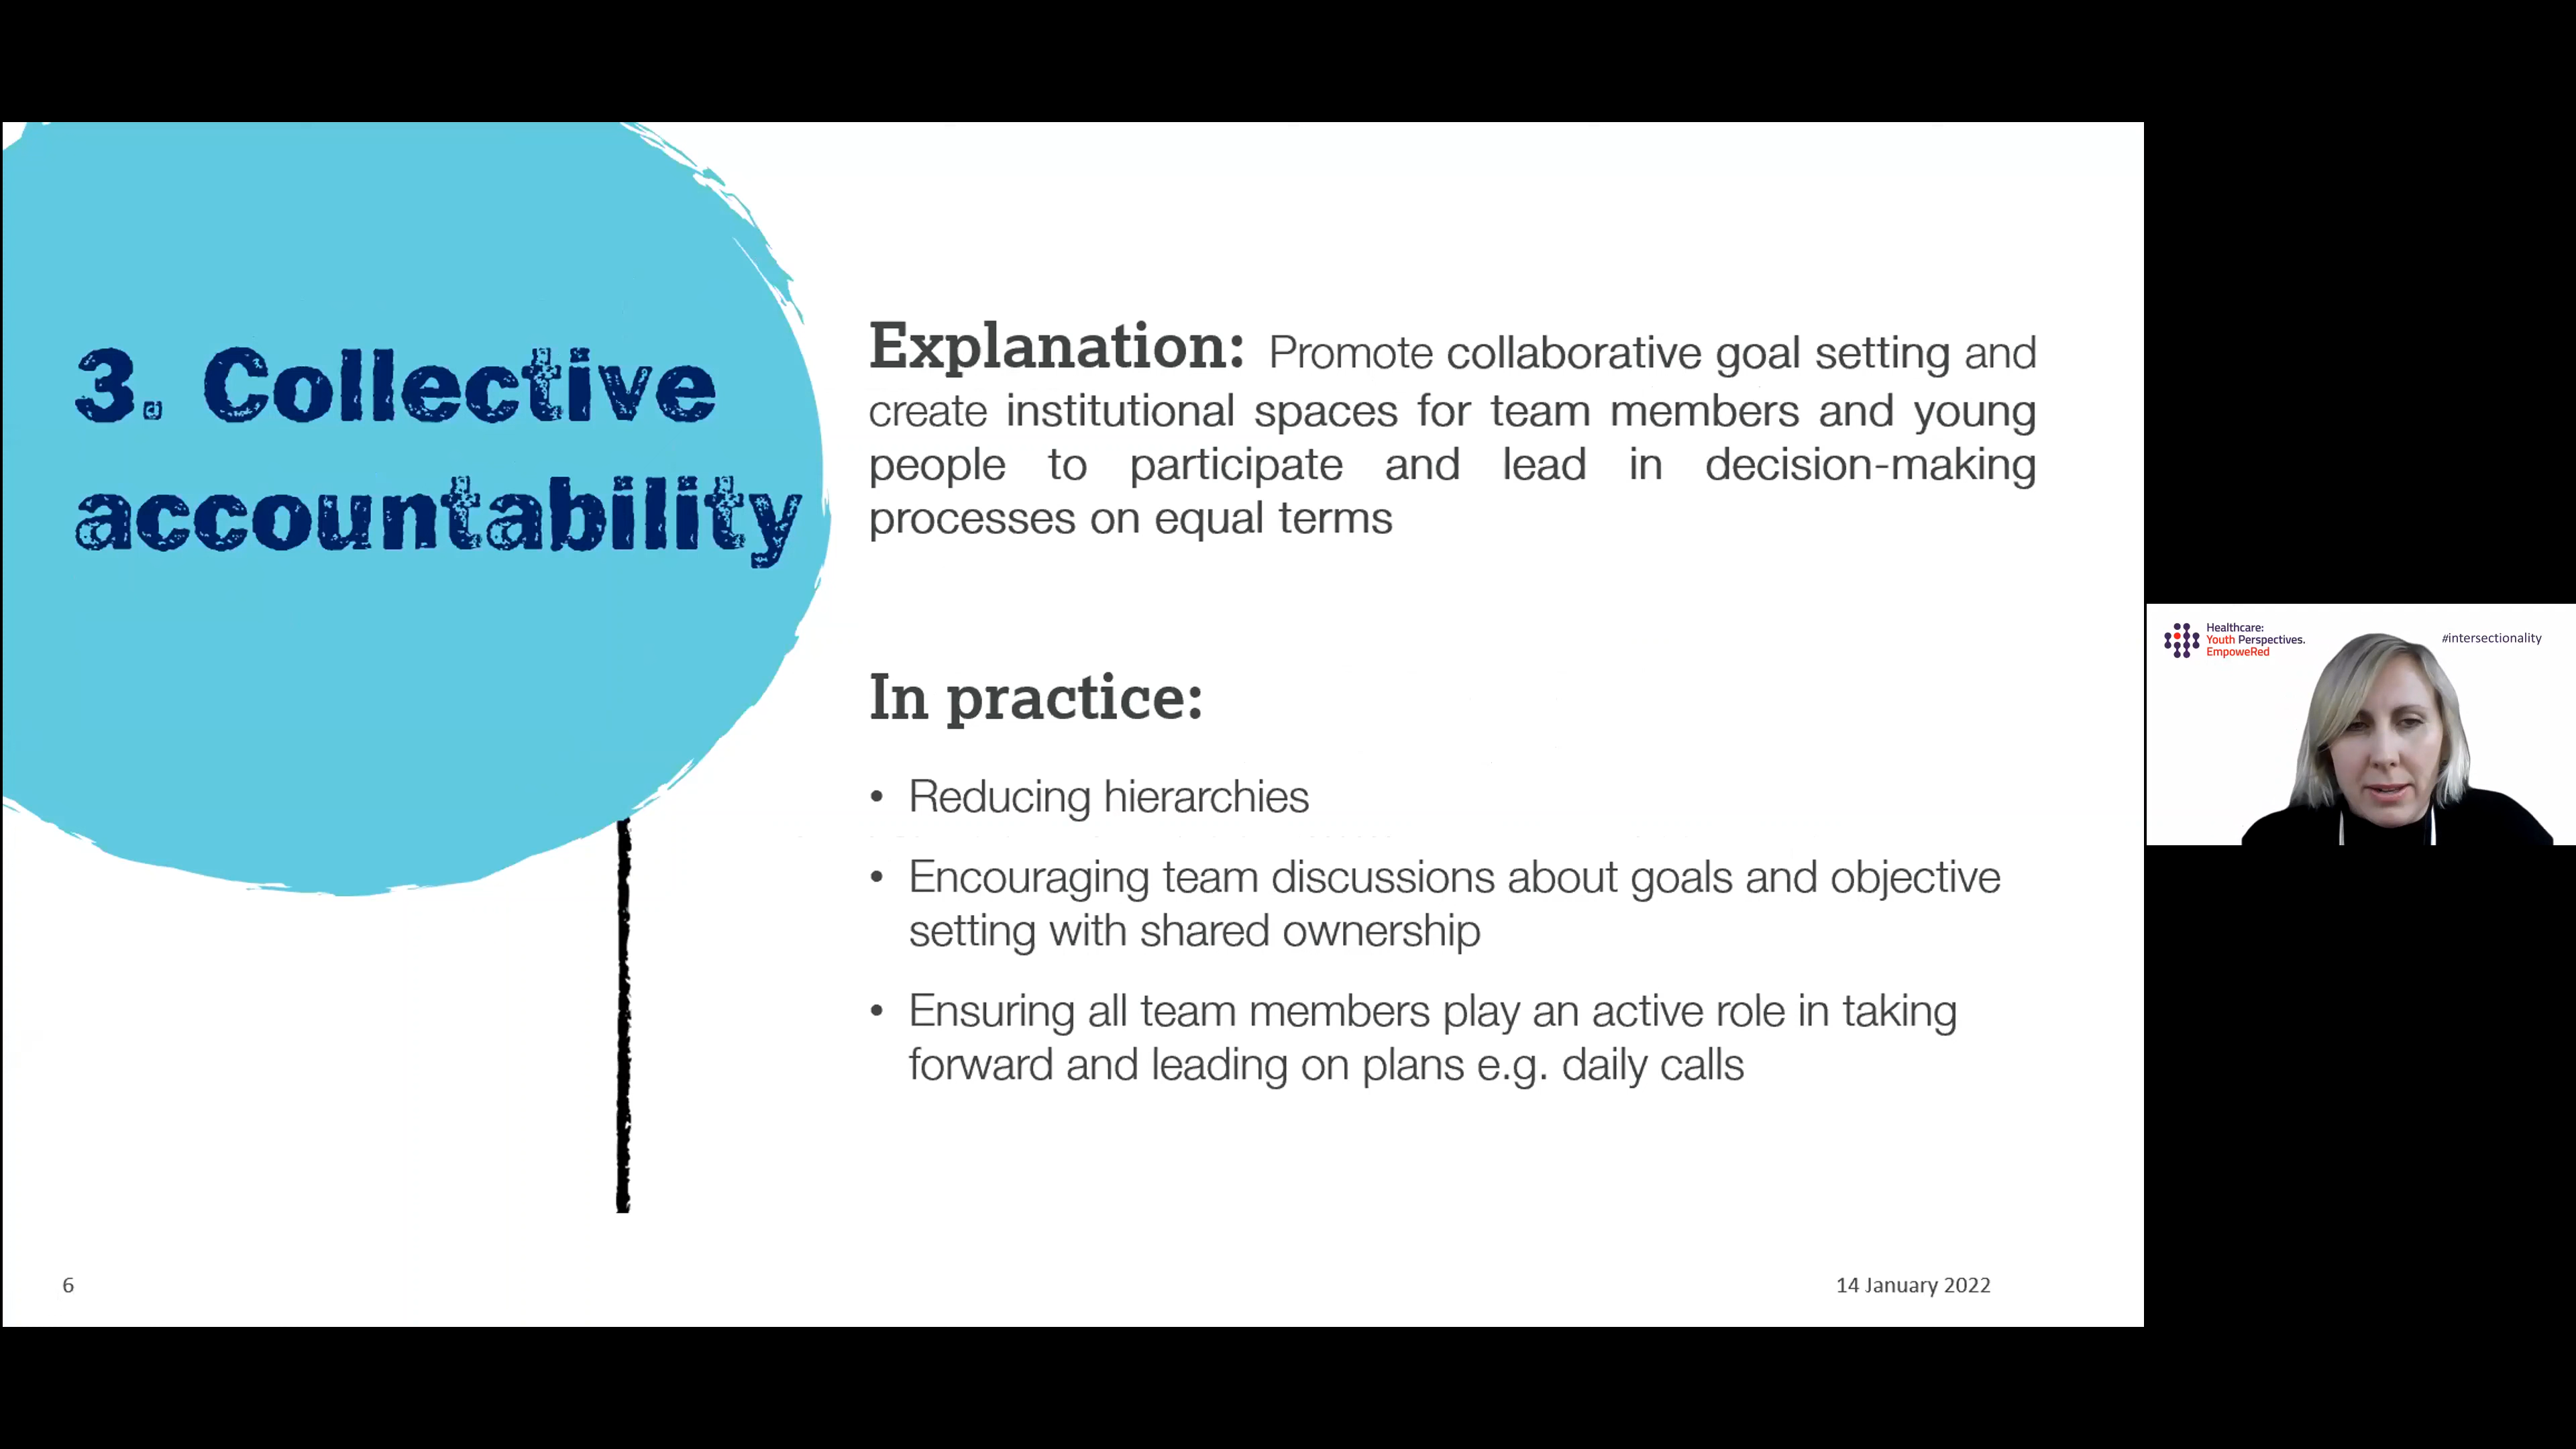 3. Collective
accountability
Explanation: Promote collaborative goal setting and
create institutional spaces for team members and young
people to participate and lead in decision-making
processes on equal terms
In practice:
• Reducing hierarchies
• Encouraging team discussions about goals and objective
setting with shared ownership
• Ensuring all team members play an active role in taking
forward and leading on plans e.g. daily calls
6
14 January 2022
Healthcare:
Youth Perspectives.
EmpoweRed
#intersectionality